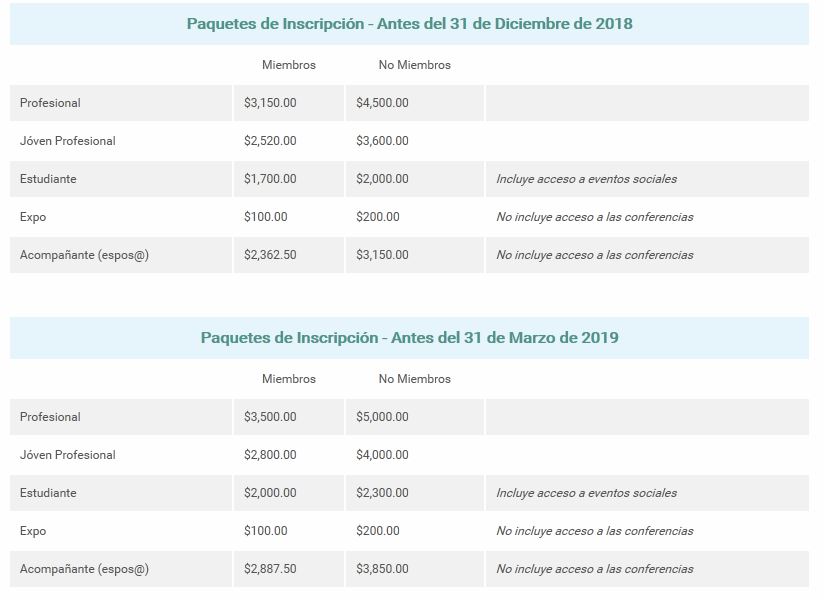 Paquetes de Inscripción - Antes del 31 de Diciembre de 2018
Miembros No Miembros
Profesional $3,150.00 $4,500.00
Jóven Profesional $2,520.00 $3,600.00
Estudiante $1,700.00 $2,000.00 Incluye acceso a eventos sociales
Expo $100.00 $200.00 No incluye acceso a las conferencias
Acompañante (espos@) $2,362.50 $3,150.00 No incluye acceso a las conferencias
Paquetes de Inscripción - Antes del 31 de Marzo de 2019
Miembros No Miembros
Profesional $3,500.00 $5,000.00
Jóven Profesional $2,800.00 $4,000.00
Estudiante $2,000.00 $2,300.00 Incluye acceso a eventos sociales
Expo $100.00 $200.00 No incluye acceso a las conferencias
Acompañante (espos@) $2,887.50 $3,850.00 No incluye acceso a las conferencias